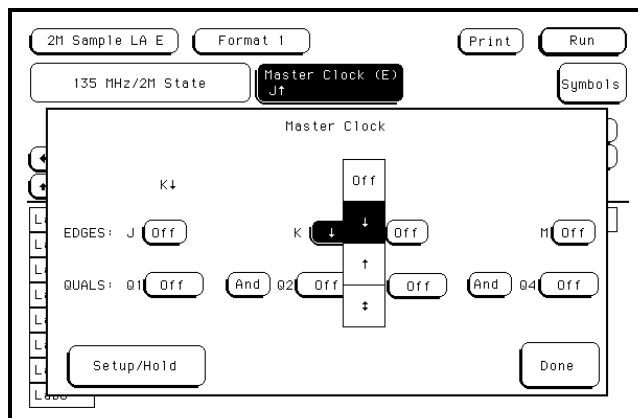 2M Sample LA E Format 1 Print Run
135 MHz/2M State Master Clock (E) J↑ Symbols
Master Clock
K↓ Off
EDGES: J Off K ↓ ↓ Off M Off
↑
QUALS: Q1 Off And Q2 Off Off And Q4 Off
↕
Setup/Hold Done